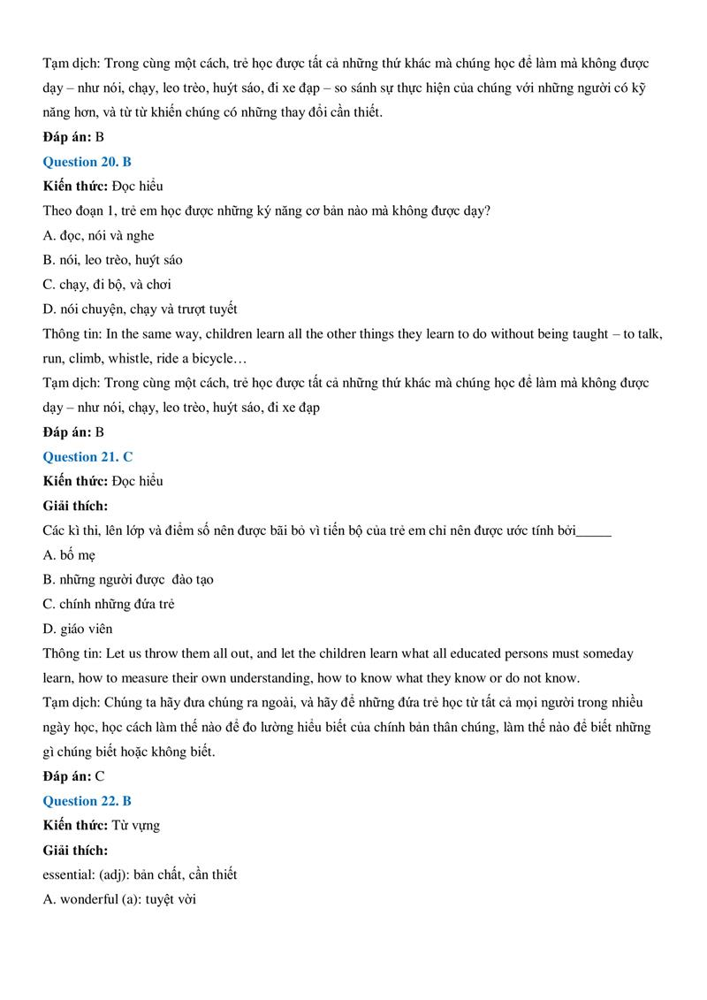 Tạm dịch: Trong cùng một cách, trẻ học được tất cả những thứ khác mà chúng học để làm mà không được
dạy – như nói, chạy, leo trèo, huýt sáo, đi xe đạp – so sánh sự thực hiện của chúng với những người có kỹ
năng hơn, và từ từ khiến chúng có những thay đổi cần thiết.
Đáp án: B
Question 20. B
Kiến thức: Đọc hiểu
Theo đoạn 1, trẻ em học được những kỹ năng cơ bản nào mà không được dạy?
A. đọc, nói và nghe
B. nói, leo trèo, huýt sáo
C. chạy, đi bộ, và chơi
D. nói chuyện, chạy và trượt tuyết
Thông tin: In the same way, children learn all the other things they learn to do without being taught – to talk,
run, climb, whistle, ride a bicycle…
Tạm dịch: Trong cùng một cách, trẻ học được tất cả những thứ khác mà chúng học để làm mà không được
dạy – như nói, chạy, leo trèo, huýt sáo, đi xe đạp
Đáp án: B
Question 21. C
Kiến thức: Đọc hiểu
Giải thích:
Các kì thi, lên lớp và điểm số nên được bãi bỏ vì tiến bộ của trẻ em chỉ nên được ước tính bởi_____
A. bố mẹ
B. những người được đào tạo
C. chính những đứa trẻ
D. giáo viên
Thông tin: Let us throw them all out, and let the children learn what all educated persons must someday
learn, how to measure their own understanding, how to know what they know or do not know.
Tạm dịch: Chúng ta hãy đưa chúng ra ngoài, và hãy để những đứa trẻ học từ tất cả mọi người trong nhiều
ngày học, học cách làm thế nào để đo lường hiểu biết của chính bản thân chúng, làm thế nào để biết những
gì chúng biết hoặc không biết.
Đáp án: C
Question 22. B
Kiến thức: Từ vựng
Giải thích:
essential: (adj): bản chất, cần thiết
A. wonderful (a): tuyệt vời